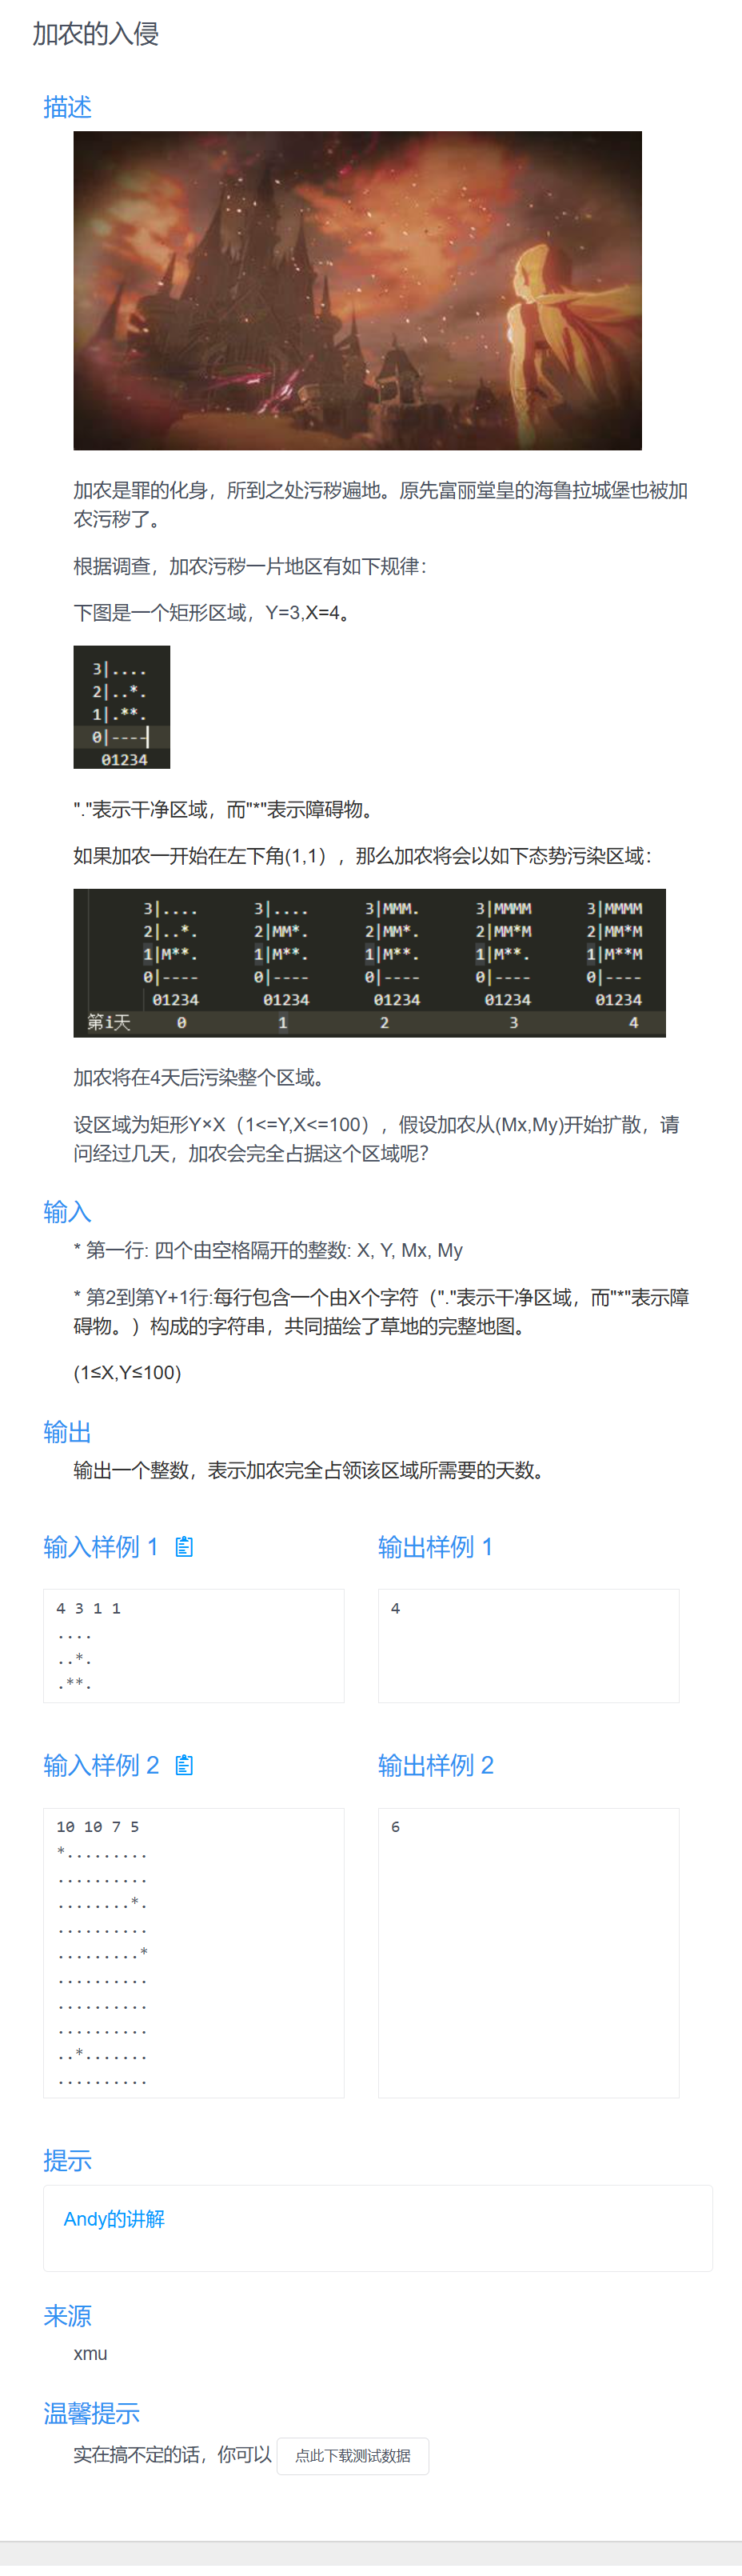 加农的入侵
描述
加农是罪的化身，所到之处污秽遍地。原先富丽堂皇的海鲁拉城堡也被加
农污秽了。
根据调查，加农污秽一片地区有如下规律：
下图是一个矩形区域，Y=3,X=4。
3|....
2|..*.
1|.**.
0|----
01234
"."表示干净区域，而"*"表示障碍物。
如果加农一开始在左下角(1,1），那么加农将会以如下态势污染区域：
3|.... 3|.... 3|MMM. 3|MMMM 3|MMMM
2|..*. 2|MM*. 2|MM*. 2|MM*M 2|MM*M
1|M**. 1|M**. 1|M**. 1|M**. 1|M**M
0|---- 0|---- 0|---- 0|---- 0|----
01234 01234 01234 01234 01234
第i天 0 1 2 3 4
加农将在4天后污染整个区域。
设区域为矩形Y×X（1<=Y,X<=100），假设加农从(Mx,My)开始扩散，请
问经过几天，加农会完全占据这个区域呢？
输入
* 第一行: 四个由空格隔开的整数: X, Y, Mx, My
* 第2到第Y+1行:每行包含一个由X个字符（"."表示干净区域，而"*"表示障
碍物。）构成的字符串，共同描绘了草地的完整地图。
(1≤X,Y≤100)
输出
输出一个整数，表示加农完全占领该区域所需要的天数。
输入样例 1 输出样例 1
4 3 1 1 4
....
..*.
.**.
输入样例 2 输出样例 2
10 10 7 5 6
*.........
..........
........*.
..........
.........*
..........
..........
..........
..*.......
..........
提示
Andy的讲解
来源
xmu
温馨提示
实在搞不定的话，你可以 点此下载测试数据